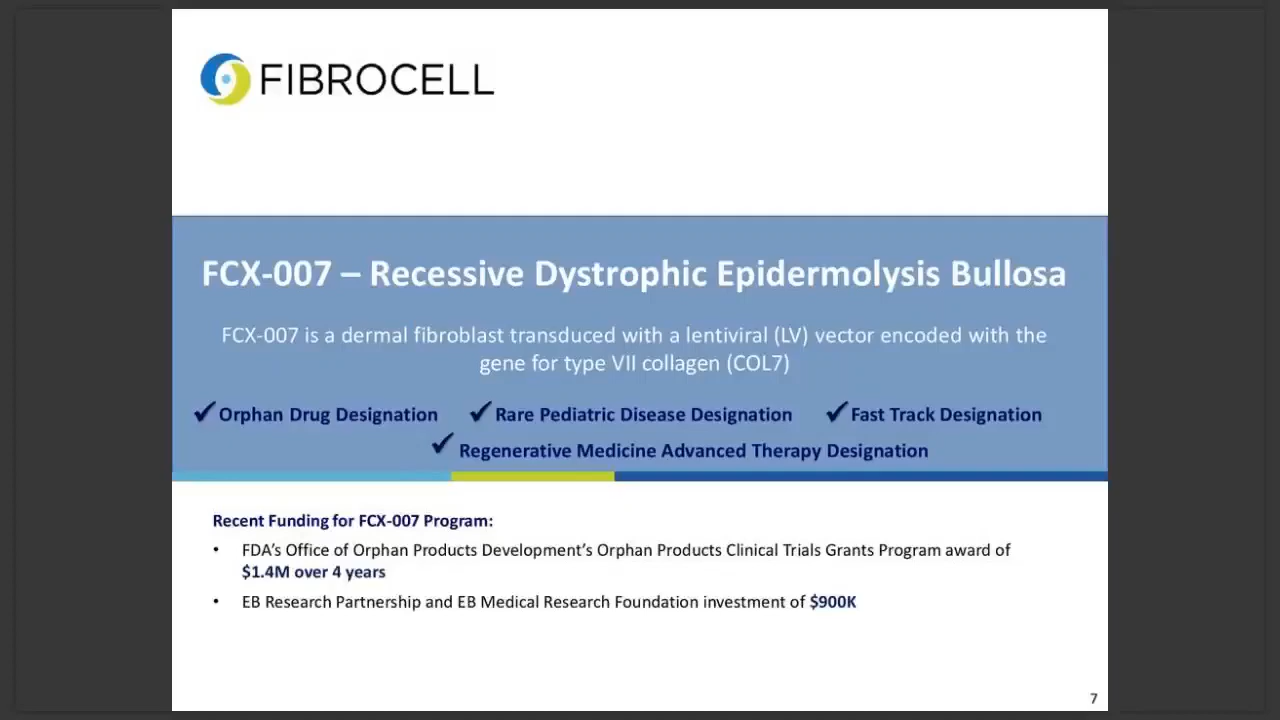 FIBROCELL
FCX-007 – Recessive Dystrophic Epidermolysis Bullosa
FCX-007 is a dermal fibroblast transduced with a lentiviral (LV) vector encoded with the
gene for type VII collagen (COL7)
✓ Orphan Drug Designation ✓ Rare Pediatric Disease Designation ✓ Fast Track Designation
✓ Regenerative Medicine Advanced Therapy Designation
Recent Funding for FCX-007 Program:
• FDA’s Office of Orphan Products Development’s Orphan Products Clinical Trials Grants Program award of
$1.4M over 4 years
• EB Research Partnership and EB Medical Research Foundation investment of $900K
7